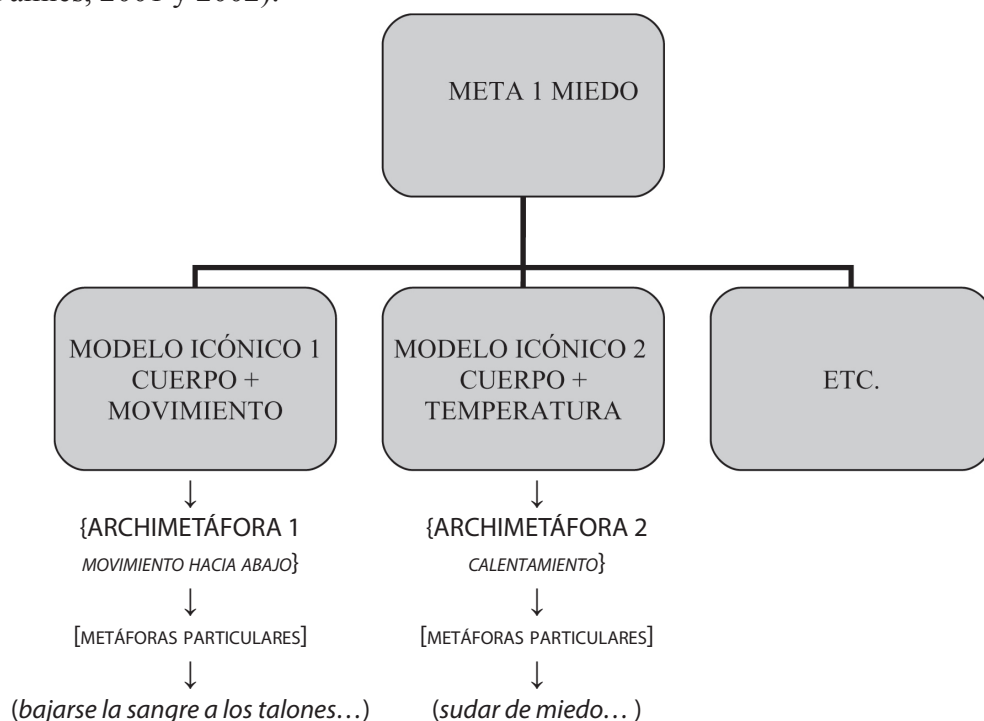 2001 y 2002).
META 1 MIEDO
MODELO ICÓNICO 1
CUERPO +
MOVIMIENTO
MODELO ICÓNICO 2
CUERPO +
TEMPERATURA
ETC.
↓
{ARCHIMETÁFORA 1
MOVIMIENTO HACIA ABAJO}
↓
[METÁFORAS PARTICULARES]
↓
(bajarse la sangre a los talones…)
↓
{ARCHIMETÁFORA 2
CALENTAMIENTO}
↓
[METÁFORAS PARTICULARES]
↓
(sudar de miedo… )